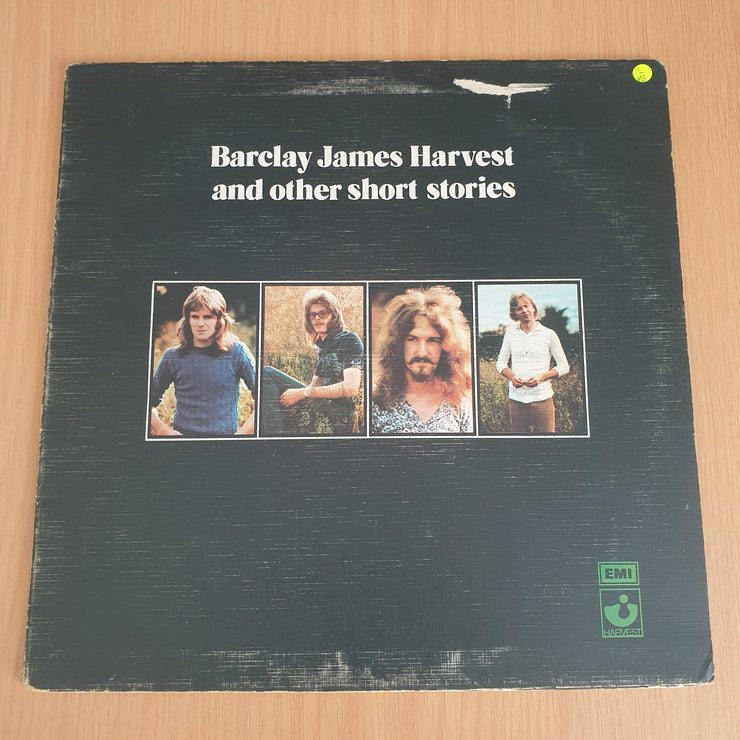 Barclay James Harvest
and other short stories
EMI
HARVEST